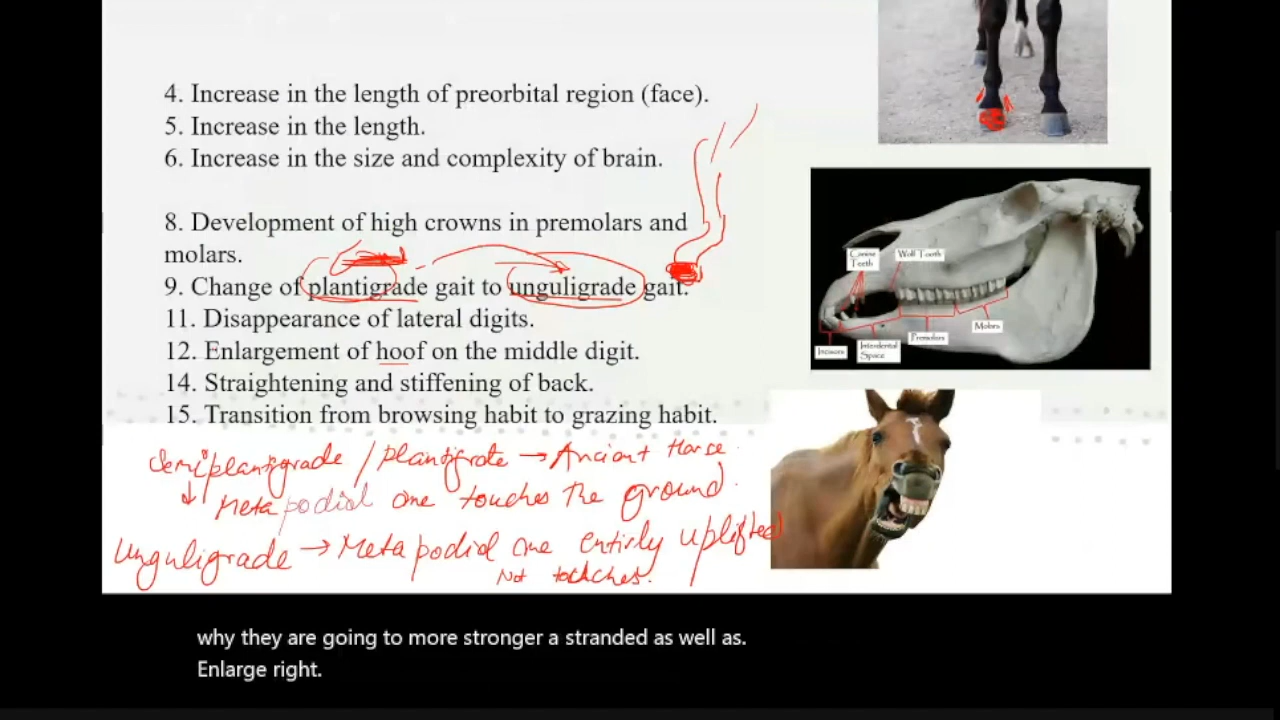 4. Increase in the length of preorbital region (face).
5. Increase in the length.
6. Increase in the size and complexity of brain.
8. Development of high crowns in premolars and
molars.
9. Change of plantigrade gait to unguligrade gait.
11. Disappearance of lateral digits.
12. Enlargement of hoof on the middle digit.
14. Straightening and stiffening of back.
15. Transition from browsing habit to grazing habit.
Semiplantigrade / plantigrate → Ancient Horse
↓ Metapodial one touches the ground.
Unguligrade → Metapodial one entirly uplifted
Not touches.
Canine
Teeth
Wolf Tooth
Molars
Premolars
Interdental
Space
Incisors
why they are going to more stronger a stranded as well as.
Enlarge right.